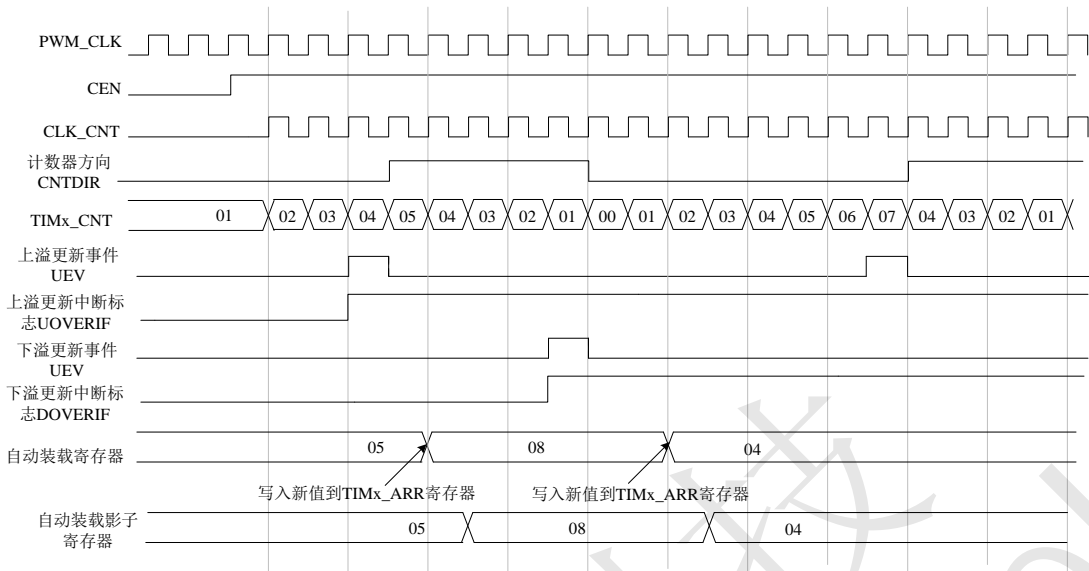 PWM_CLK
CEN
CLK_CNT
计数器方向
CNTDIR
TIMx_CNT 01 02 03 04 05 04 03 02 01 00 01 02 03 04 05 06 07 04 03 02 01
上溢更新事件
UEV
上溢更新中断标
志UOVERIF
下溢更新事件
UEV
下溢更新中断标
志DOVERIF
自动装载寄存器 05 08 04
写入新值到TIMx_ARR寄存器 写入新值到TIMx_ARR寄存器
自动装载影子
寄存器 05 08 04